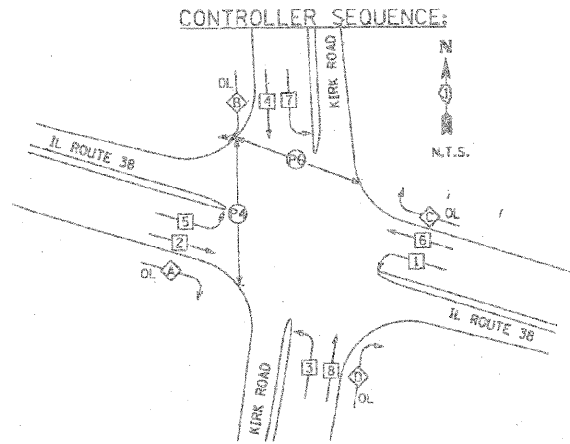 CONTROLLER SEQUENCE:
OL
B
4
7
KIRK ROAD
N
N.T.S.
IL ROUTE 38
P6
P4
5
2
OL
A
C
OL
6
1
IL ROUTE 38
KIRK ROAD
3
8
D
OL